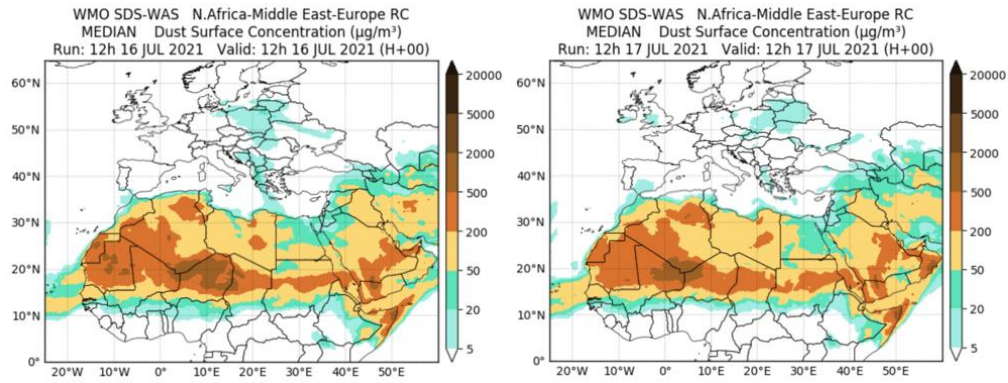 WMO SDS-WAS N.Africa-Middle East-Europe RC
MEDIAN Dust Surface Concentration (µg/m³)
Run: 12h 16 JUL 2021 Valid: 12h 16 JUL 2021 (H+00)
60°N
50°N
40°N
30°N
20°N
10°N
0°
20°W
10°W
0°
10°E
20°E
30°E
40°E
50°E
20000
5000
2000
500
200
50
20
5
WMO SDS-WAS N.Africa-Middle East-Europe RC
MEDIAN Dust Surface Concentration (µg/m³)
Run: 12h 17 JUL 2021 Valid: 12h 17 JUL 2021 (H+00)
60°N
50°N
40°N
30°N
20°N
10°N
0°
20°W
10°W
0°
10°E
20°E
30°E
40°E
50°E
20000
5000
2000
500
200
50
20
5